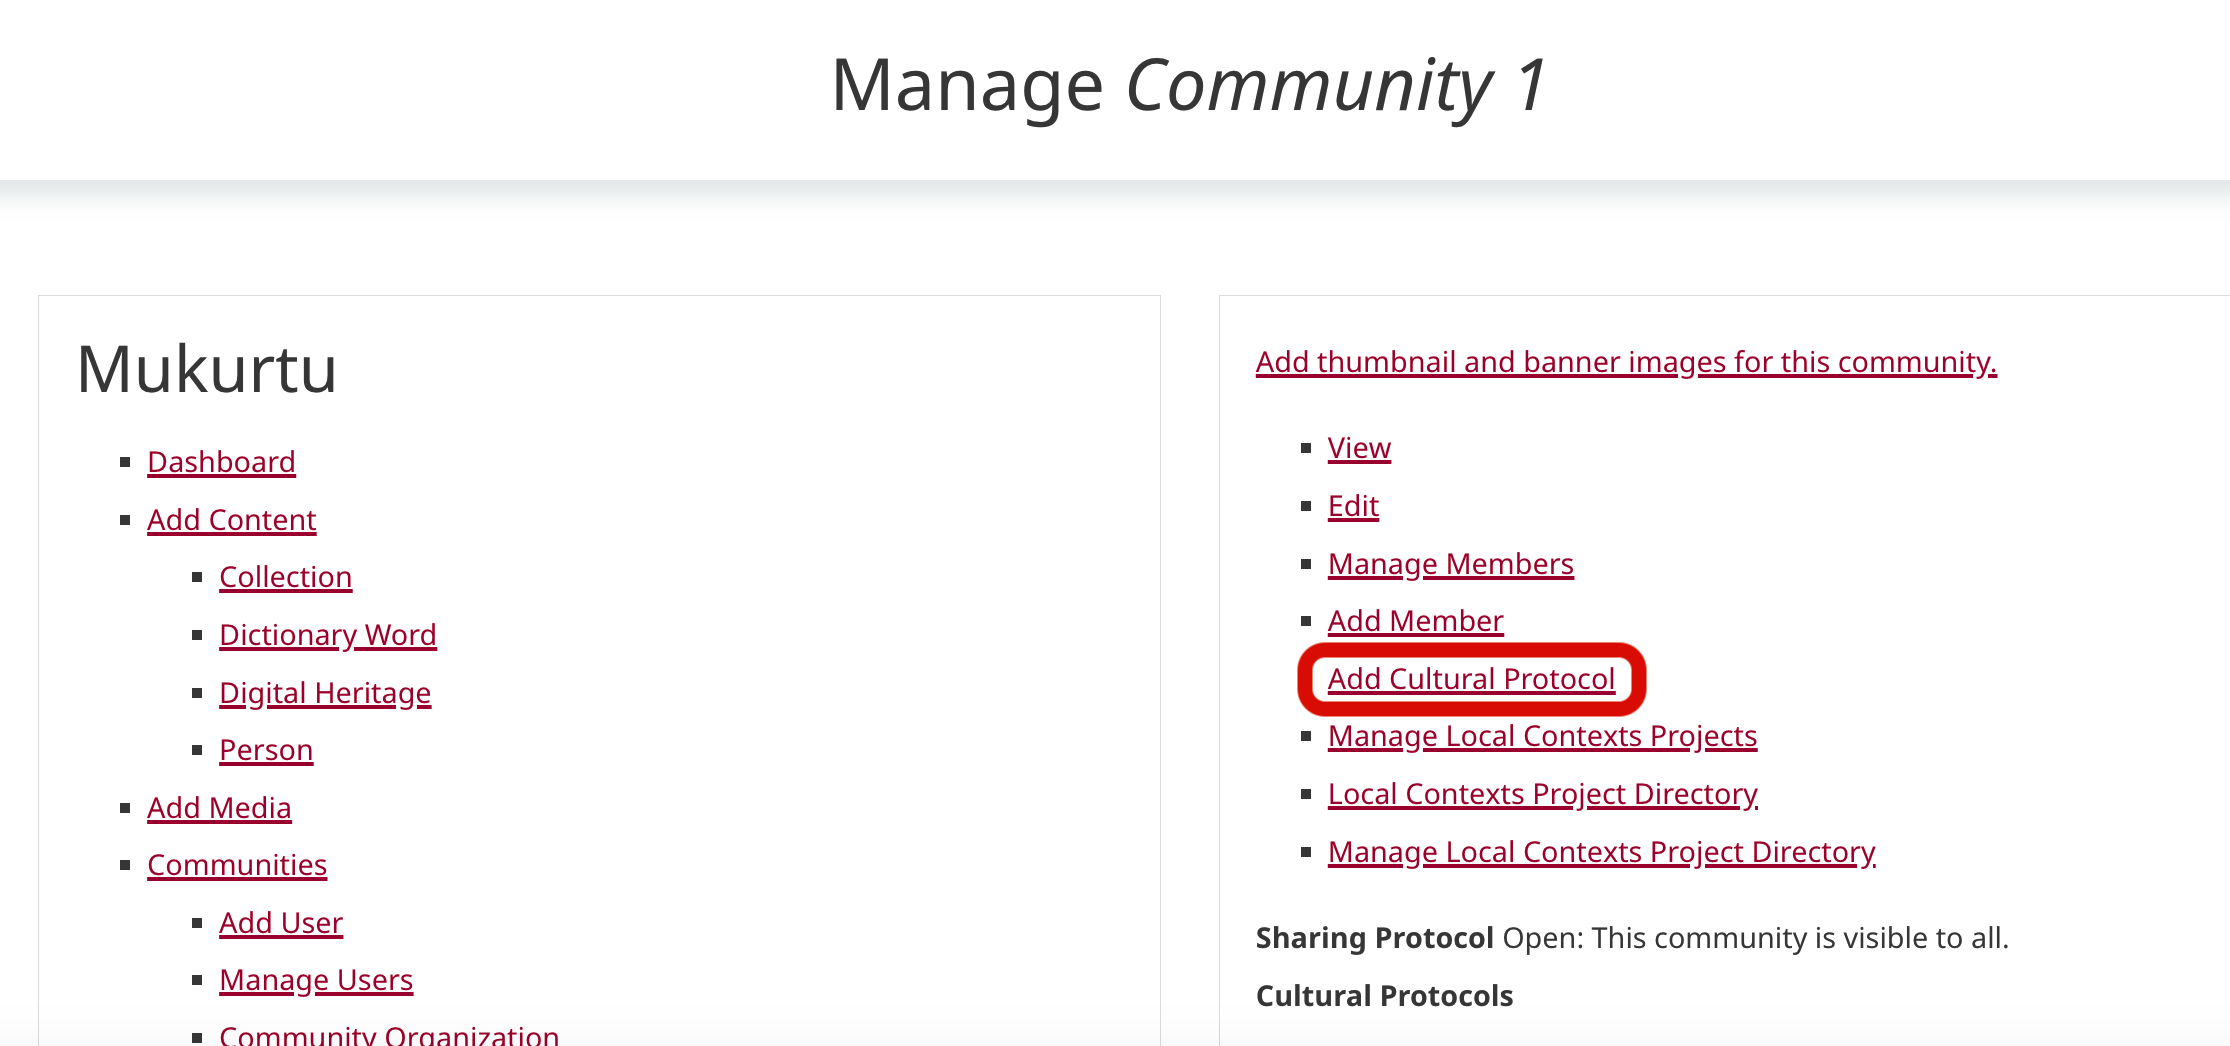 Manage Community 1
Mukurtu
Dashboard
Add Content
Collection
Dictionary Word
Digital Heritage
Person
Add Media
Communities
Add User
Manage Users
Community Organization
Add thumbnail and banner images for this community.
View
Edit
Manage Members
Add Member
Add Cultural Protocol
Manage Local Contexts Projects
Local Contexts Project Directory
Manage Local Contexts Project Directory
Sharing Protocol Open: This community is visible to all.
Cultural Protocols